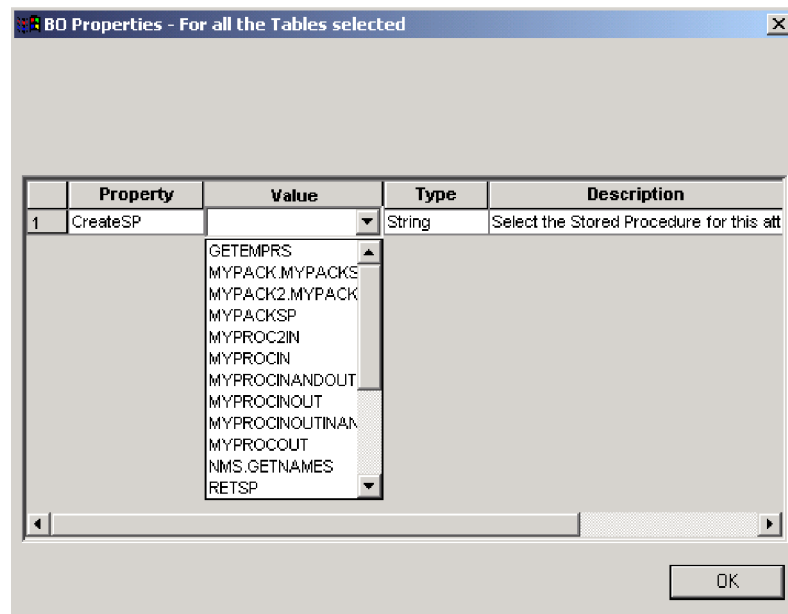 BO Properties - For all the Tables selected
Property Value Type Description
1 CreateSP String Select the Stored Procedure for this att
GETEMPRS
MYPACK.MYPACKS
MYPACK2.MYPACK
MYPACKSP
MYPROC2IN
MYPROCIN
MYPROCINANDOUT
MYPROCINOUT
MYPROCINOUTINAN
MYPROCOUT
NMS.GETNAMES
RETSP
OK